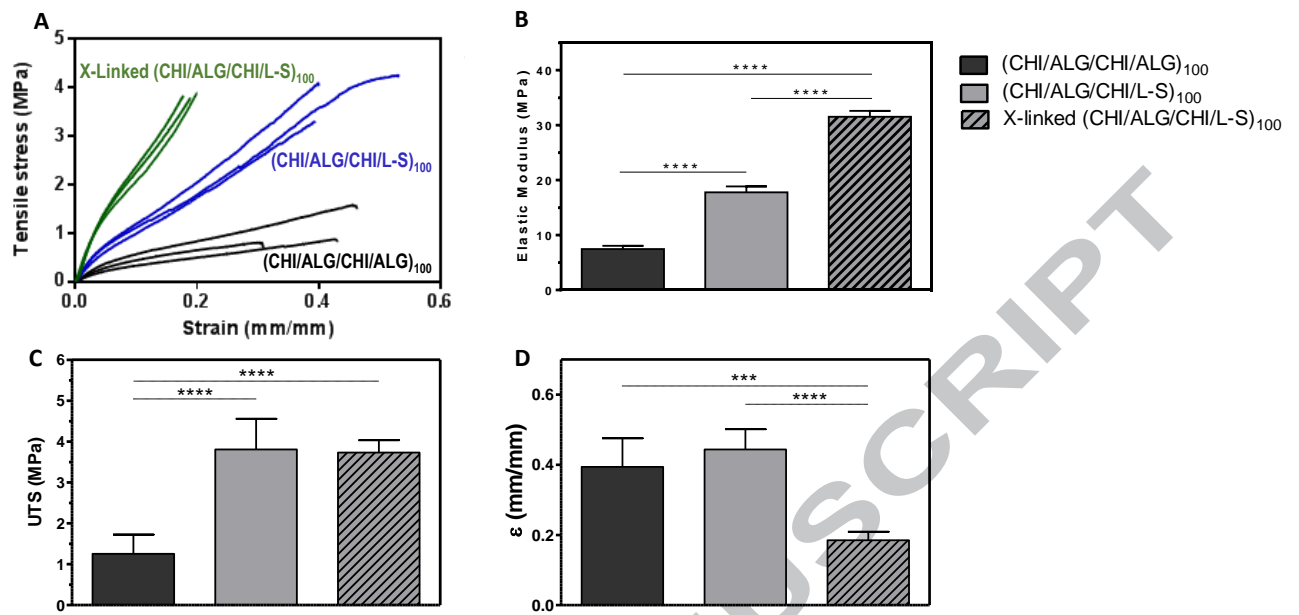 A
Tensile stress (MPa)
5
4
3
2
1
0
X-Linked (CHI/ALG/CHI/L-S)100
(CHI/ALG/CHI/L-S)100
(CHI/ALG/CHI/ALG)100
0.0 0.2 0.4 0.6
Strain (mm/mm)
B
Elastic Modulus (MPa)
40
30
20
10
0
****
****
****
(CHI/ALG/CHI/ALG)100
(CHI/ALG/CHI/L-S)100
X-linked (CHI/ALG/CHI/L-S)100
C
UTS (MPa)
6
5
4
3
2
1
0
****
****
D
ε (mm/mm)
0.6
0.4
0.2
0.0
***
****
USCRIPT